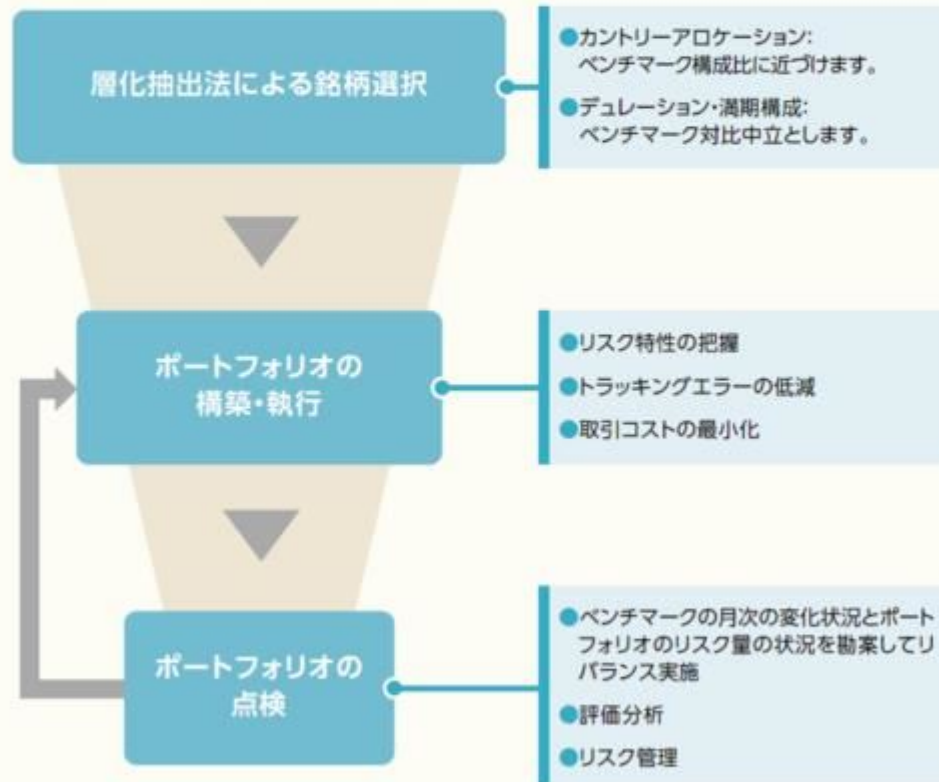 層化抽出法による銘柄選択
●カントリーアロケーション:
ベンチマーク構成比に近づけます。
●デュレーション・満期構成:
ベンチマーク対比中立とします。
ポートフォリオの
構築・執行
●リスク特性の把握
●トラッキングエラーの低減
●取引コストの最小化
ポートフォリオの
点検
●ベンチマークの月次の変化状況とポート
フォリオのリスク量の状況を勘案してリ
バランス実施
●評価分析
●リスク管理